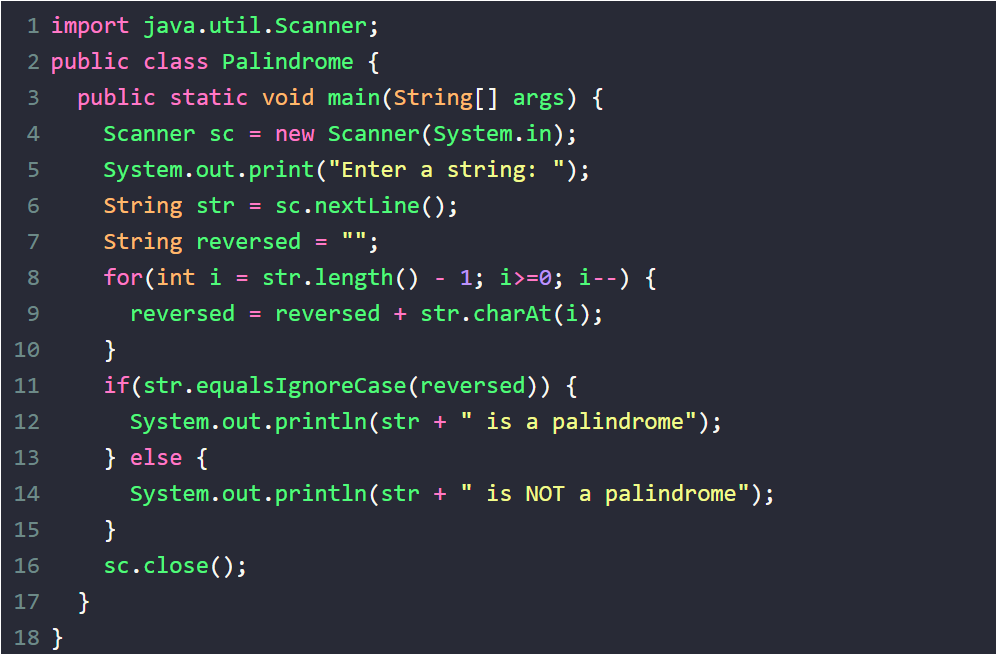 1 import java.util.Scanner;
2 public class Palindrome {
3   public static void main(String[] args) {
4     Scanner sc = new Scanner(System.in);
5     System.out.print("Enter a string: ");
6     String str = sc.nextLine();
7     String reversed = "";
8     for(int i = str.length() - 1; i>=0; i--) {
9       reversed = reversed + str.charAt(i);
10     }
11     if(str.equalsIgnoreCase(reversed)) {
12       System.out.println(str + " is a palindrome");
13     } else {
14       System.out.println(str + " is NOT a palindrome");
15     }
16     sc.close();
17   }
18 }